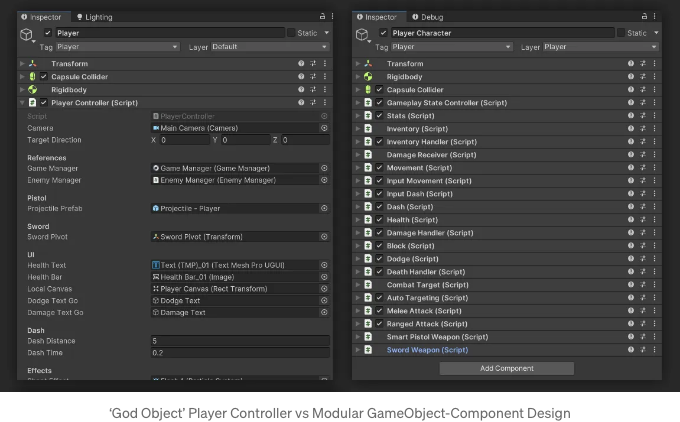 Inspector
Lighting
Player
Static
Tag Player
Layer Default
Transform
Capsule Collider
Rigidbody
Player Controller (Script)
Script PlayerController
Camera Main Camera (Camera)
Target Direction X 0 Y 0 Z 0
References
Game Manager Game Manager (Game Manager)
Enemy Manager Enemy Manager (Enemy Manager)
Pistol
Projectile Prefab Projectile - Player
Sword
Sword Pivot Sword Pivot (Transform)
UI
Health Text Text (TMP)_01 (Text Mesh Pro UGUI)
Health Bar Health Bar_01 (Image)
Local Canvas Player Canvas (Rect Transform)
Dodge Text Go Dodge Text
Damage Text Go Damage Text
Dash
Dash Distance 5
Dash Time 0.2
Effects
Inspector
Debug
Player Character
Static
Tag Player
Layer Player
Transform
Rigidbody
Capsule Collider
Gameplay State Controller (Script)
Stats (Script)
Inventory (Script)
Inventory Handler (Script)
Damage Receiver (Script)
Movement (Script)
Input Movement (Script)
Input Dash (Script)
Dash (Script)
Health (Script)
Damage Handler (Script)
Block (Script)
Dodge (Script)
Death Handler (Script)
Combat Target (Script)
Auto Targeting (Script)
Melee Attack (Script)
Ranged Attack (Script)
Smart Pistol Weapon (Script)
Sword Weapon (Script)
Add Component
‘God Object’ Player Controller vs Modular GameObject-Component Design